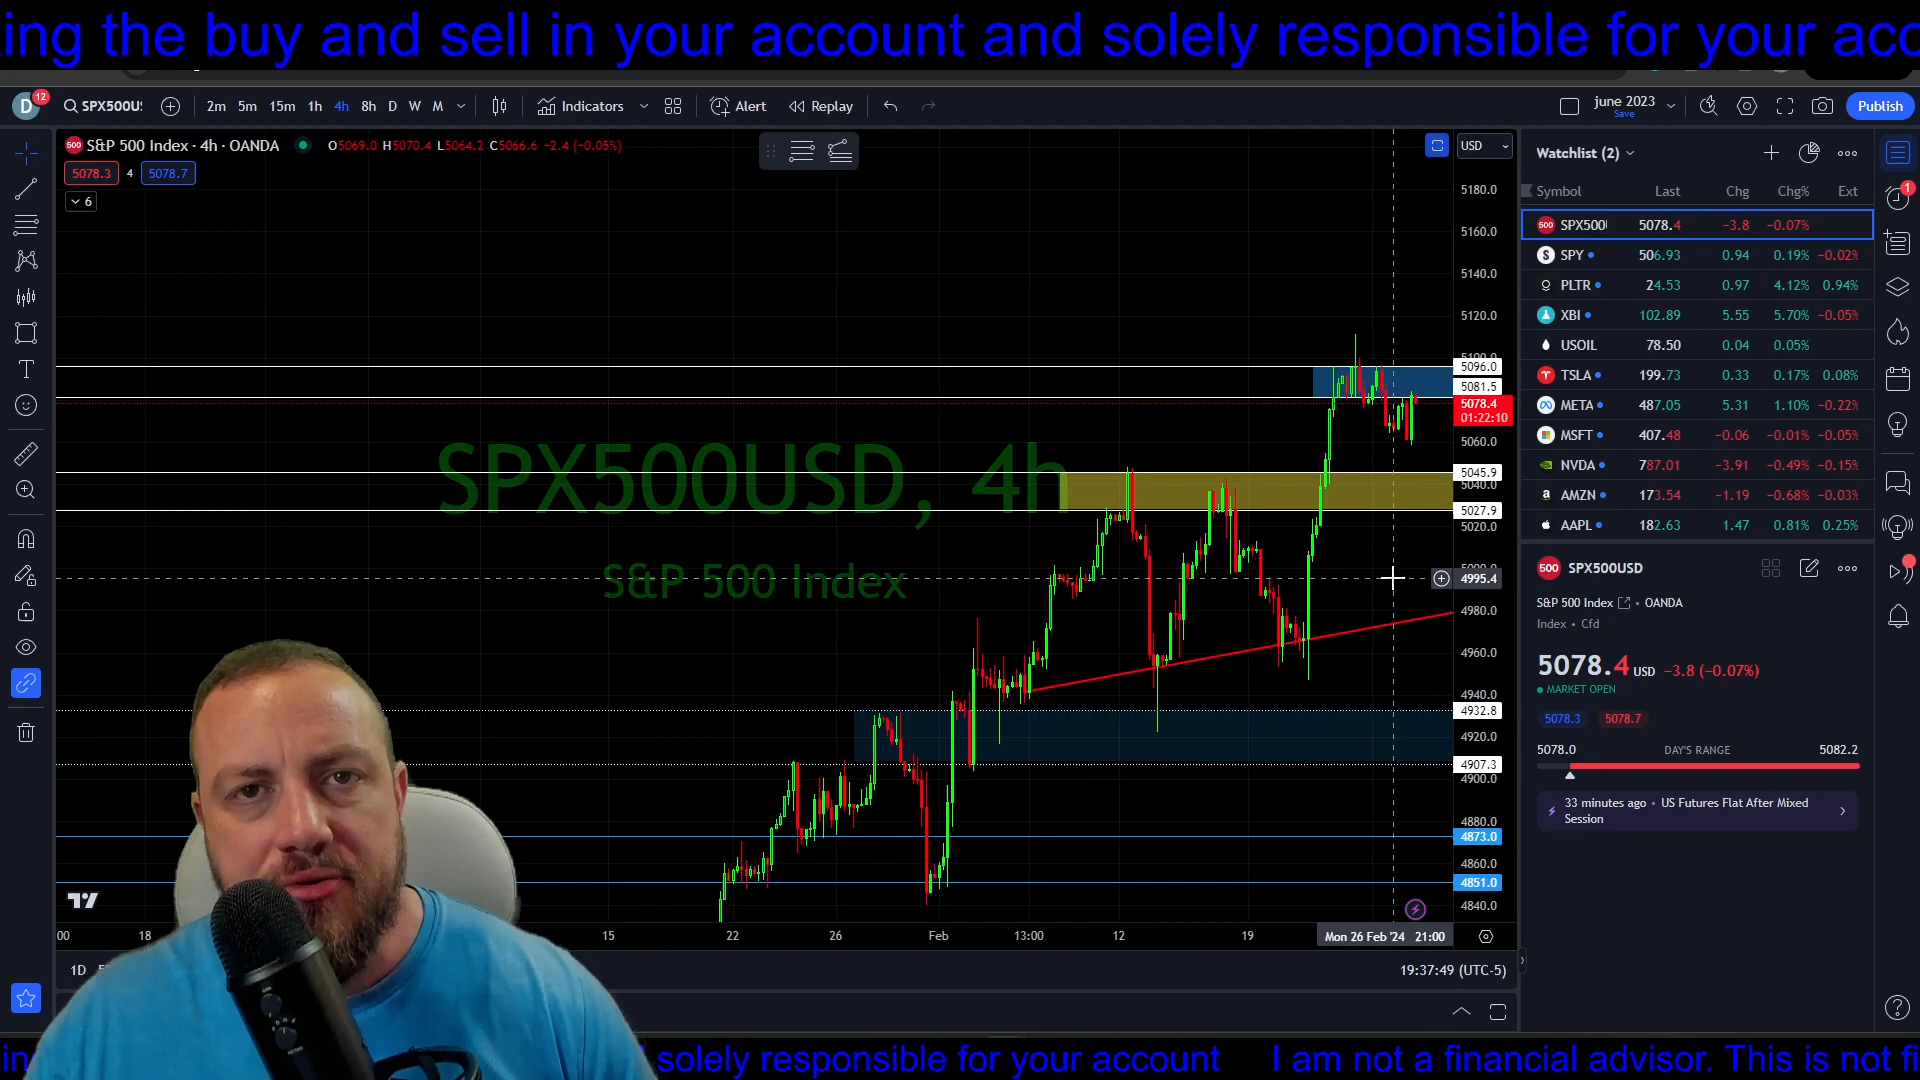 ing the buy and sell in your account and solely responsible for your acc
D
12
SPX500U
2m 5m 15m 1h 4h 8h D W M
Indicators
Alert
Replay
june 2023
Save
Publish
S&P 500 Index · 4h · OANDA
O5069.0 H5070.4 L5064.2 C5066.6 −2.4 (−0.05%)
USD
5078.3 4 5078.7
6
5180.0
5160.0
5140.0
5120.0
5100.0
5096.0
5081.5
5078.4
01:22:10
5060.0
5045.9
5040.0
5027.9
5020.0
5000.0
4995.4
4980.0
4960.0
4940.0
4932.8
4920.0
4907.3
4900.0
4880.0
4873.0
4860.0
4851.0
4840.0
SPX500USD, 4h
S&P 500 Index
00 18 15 22 26 Feb 13:00 12 19 Mon 26 Feb '24 21:00
1D
19:37:49 (UTC-5)
Watchlist (2)
Symbol Last Chg Chg% Ext
500 SPX500 5078.4 −3.8 −0.07%
S SPY 506.93 0.94 0.19% −0.02%
PLTR 24.53 0.97 4.12% 0.94%
XBI 102.89 5.55 5.70% −0.05%
USOIL 78.50 0.04 0.05%
TSLA 199.73 0.33 0.17% 0.08%
META 487.05 5.31 1.10% −0.22%
MSFT 407.48 −0.06 −0.01% −0.05%
NVDA 787.01 −3.91 −0.49% −0.15%
AMZN 173.54 −1.19 −0.68% −0.03%
AAPL 182.63 1.47 0.81% 0.25%
1
500 SPX500USD
S&P 500 Index • OANDA
Index • Cfd
5078.4 USD −3.8 (−0.07%)
MARKET OPEN
5078.3 5078.7
5078.0 DAY'S RANGE 5082.2
33 minutes ago • US Futures Flat After Mixed
Session
solely responsible for your account I am not a financial advisor. This is not fi